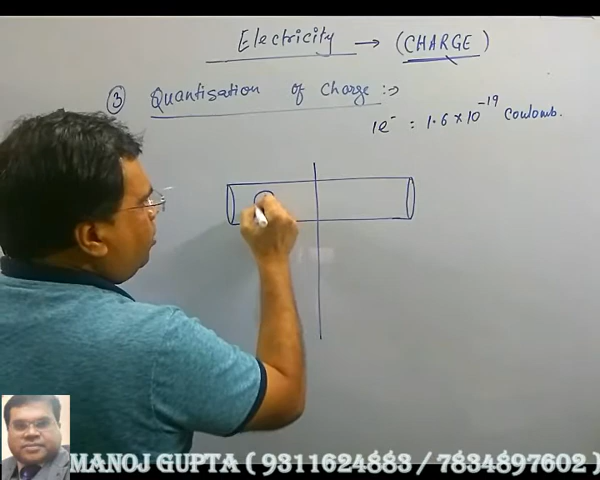 Electricity → (CHARGE)
③ Quantisation of Charge :->
1e⁻ = 1.6 × 10⁻¹⁹ Coulomb.
MANOJ GUPTA ( 9311624883 / 7834897602 )